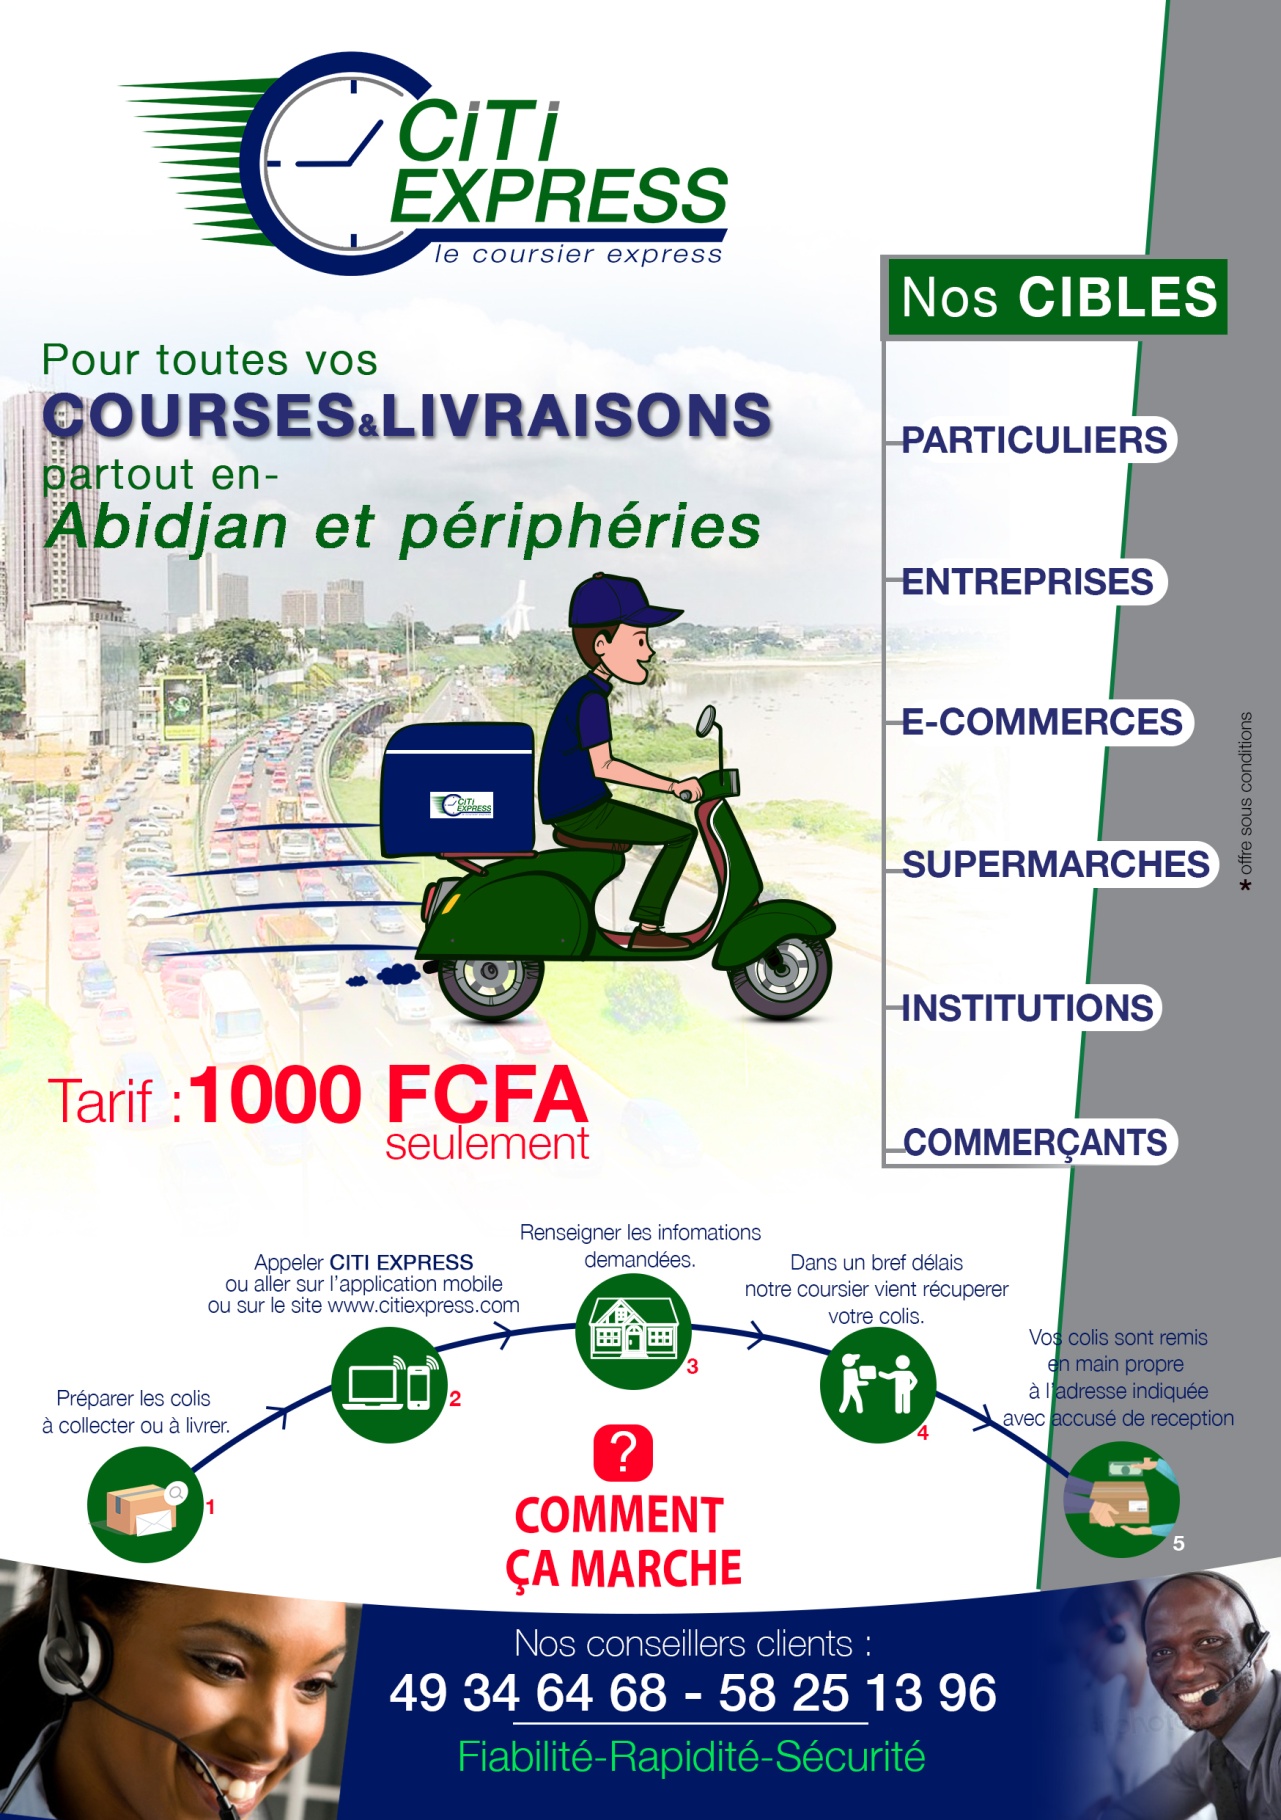 CiTi
EXPRESS
le coursier express
Pour toutes vos
COURSES&LIVRAISONS
partout en-
Abidjan et périphéries
CiTi
EXPRESS
Tarif : 1000 FCFA
seulement
Nos CIBLES
PARTICULIERS
ENTREPRISES
E-COMMERCES
SUPERMARCHES
INSTITUTIONS
COMMERÇANTS
* offre sous conditions
Préparer les colis
à collecter ou à livrer.
1
Appeler CITI EXPRESS
ou aller sur l'application mobile
ou sur le site www.citiexpress.com
2
Renseigner les infomations
demandées.
3
Dans un bref délais
notre coursier vient récuperer
votre colis.
4
Vos colis sont remis
en main propre
à l'adresse indiquée
avec accusé de reception
5
?
COMMENT
ÇA MARCHE
Nos conseillers clients :
49 34 64 68 - 58 25 13 96
Fiabilité-Rapidité-Sécurité